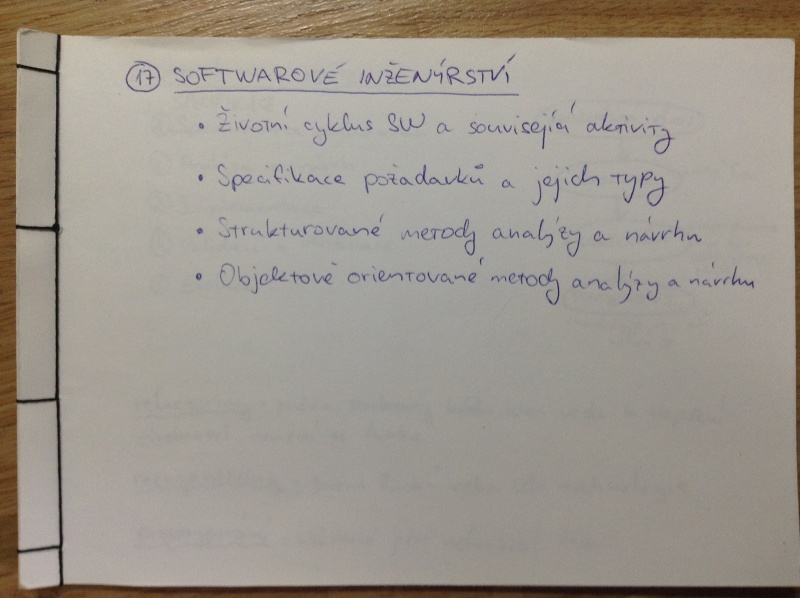 17 SOFTWAROVÉ INŽENÝRSTVÍ
• Životní cyklus SW a související aktivity
• Specifikace požadavků a jejich typy
• Strukturované metody analýzy a návrhu
• Objektově orientované metody analýzy a návrhu